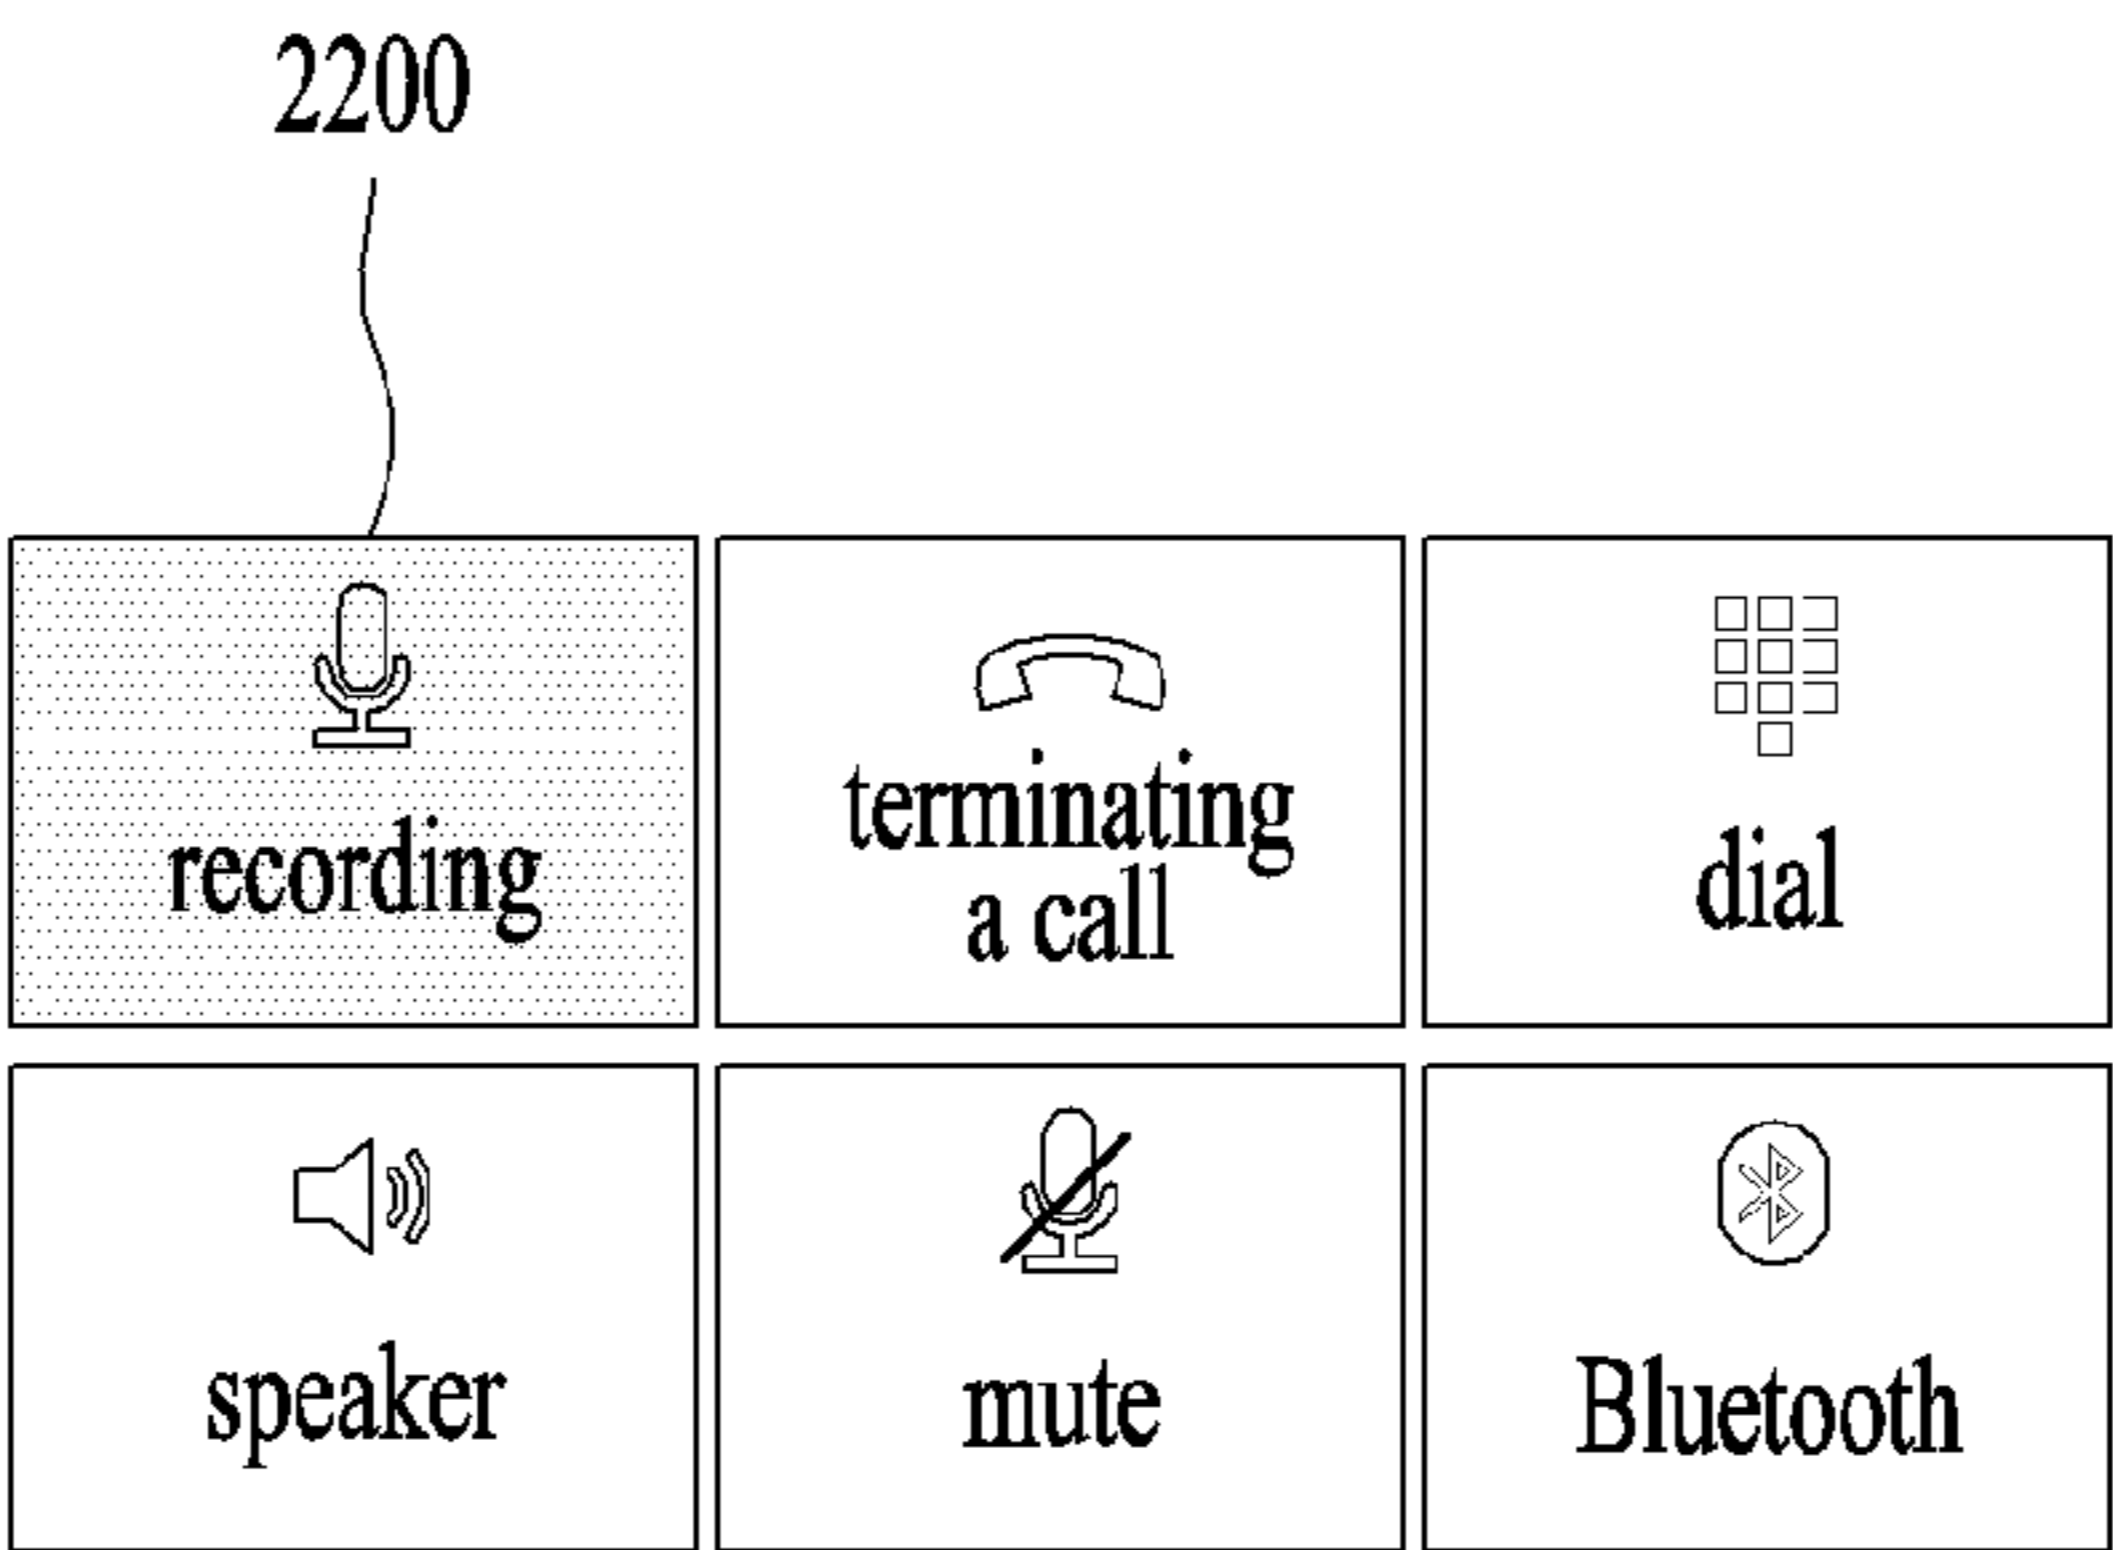 2200
recording
terminating
a call
dial
speaker
mute
Bluetooth